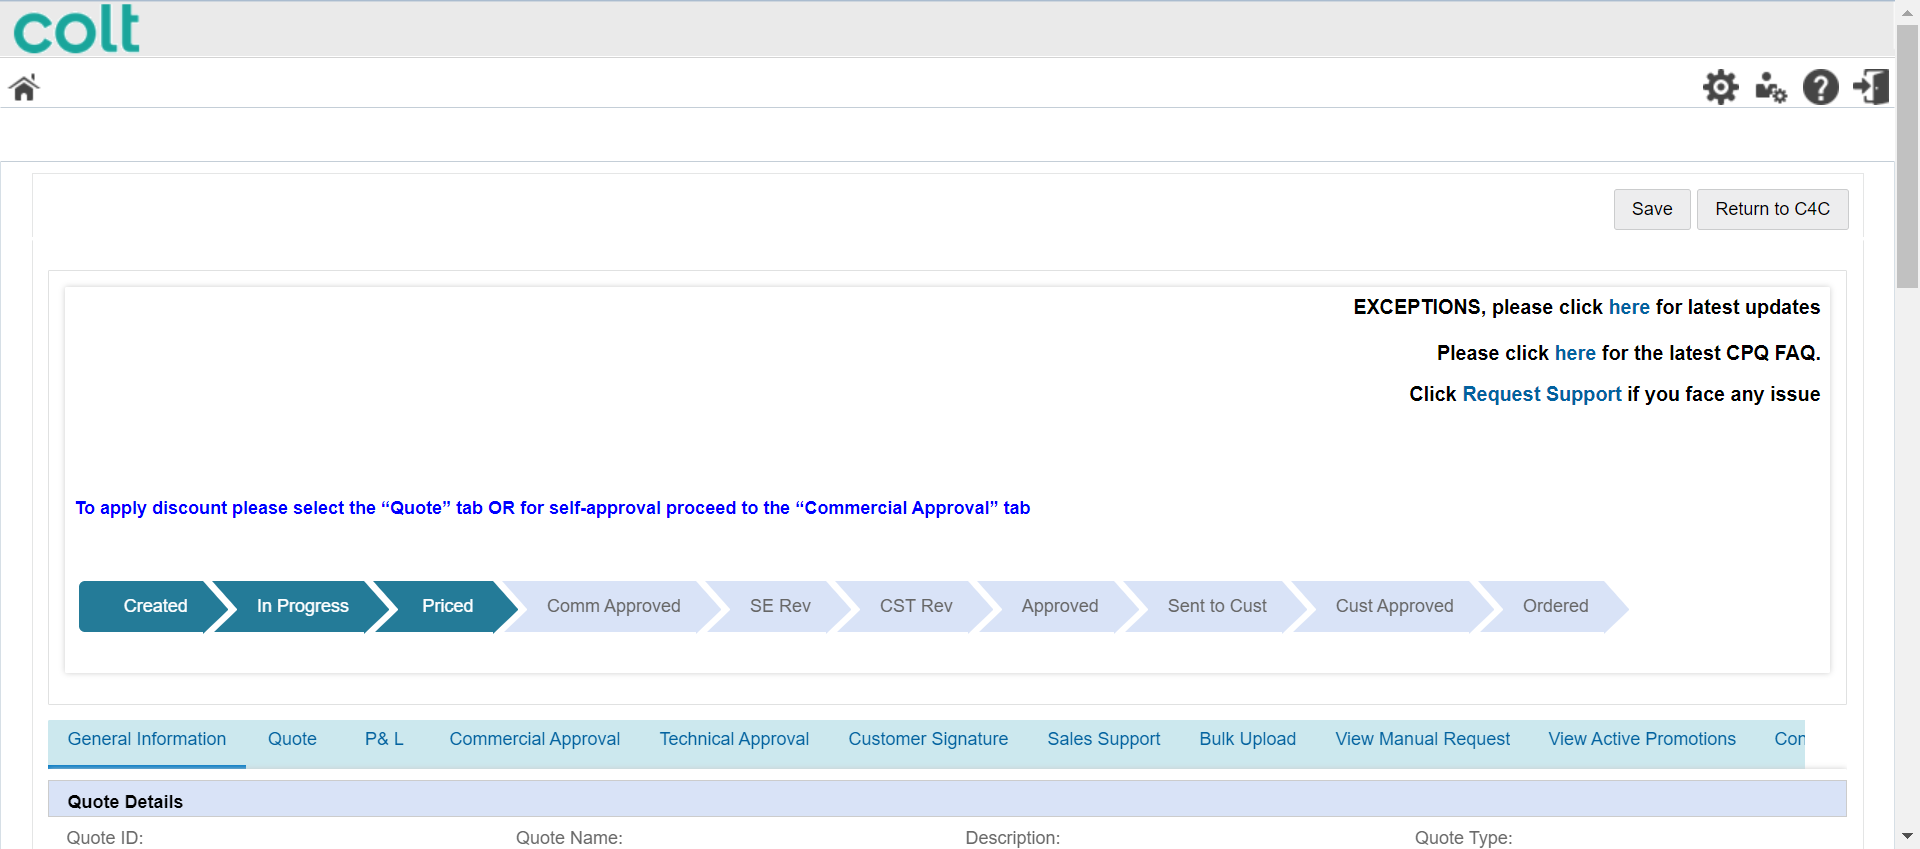 colt
Save
Return to C4C
EXCEPTIONS, please click here for latest updates
Please click here for the latest CPQ FAQ.
Click Request Support if you face any issue
To apply discount please select the “Quote” tab OR for self-approval proceed to the “Commercial Approval” tab
Created In Progress Priced Comm Approved SE Rev CST Rev Approved Sent to Cust Cust Approved Ordered
General Information Quote P& L Commercial Approval Technical Approval Customer Signature Sales Support Bulk Upload View Manual Request View Active Promotions Con
Quote Details
Quote ID: Quote Name: Description: Quote Type: